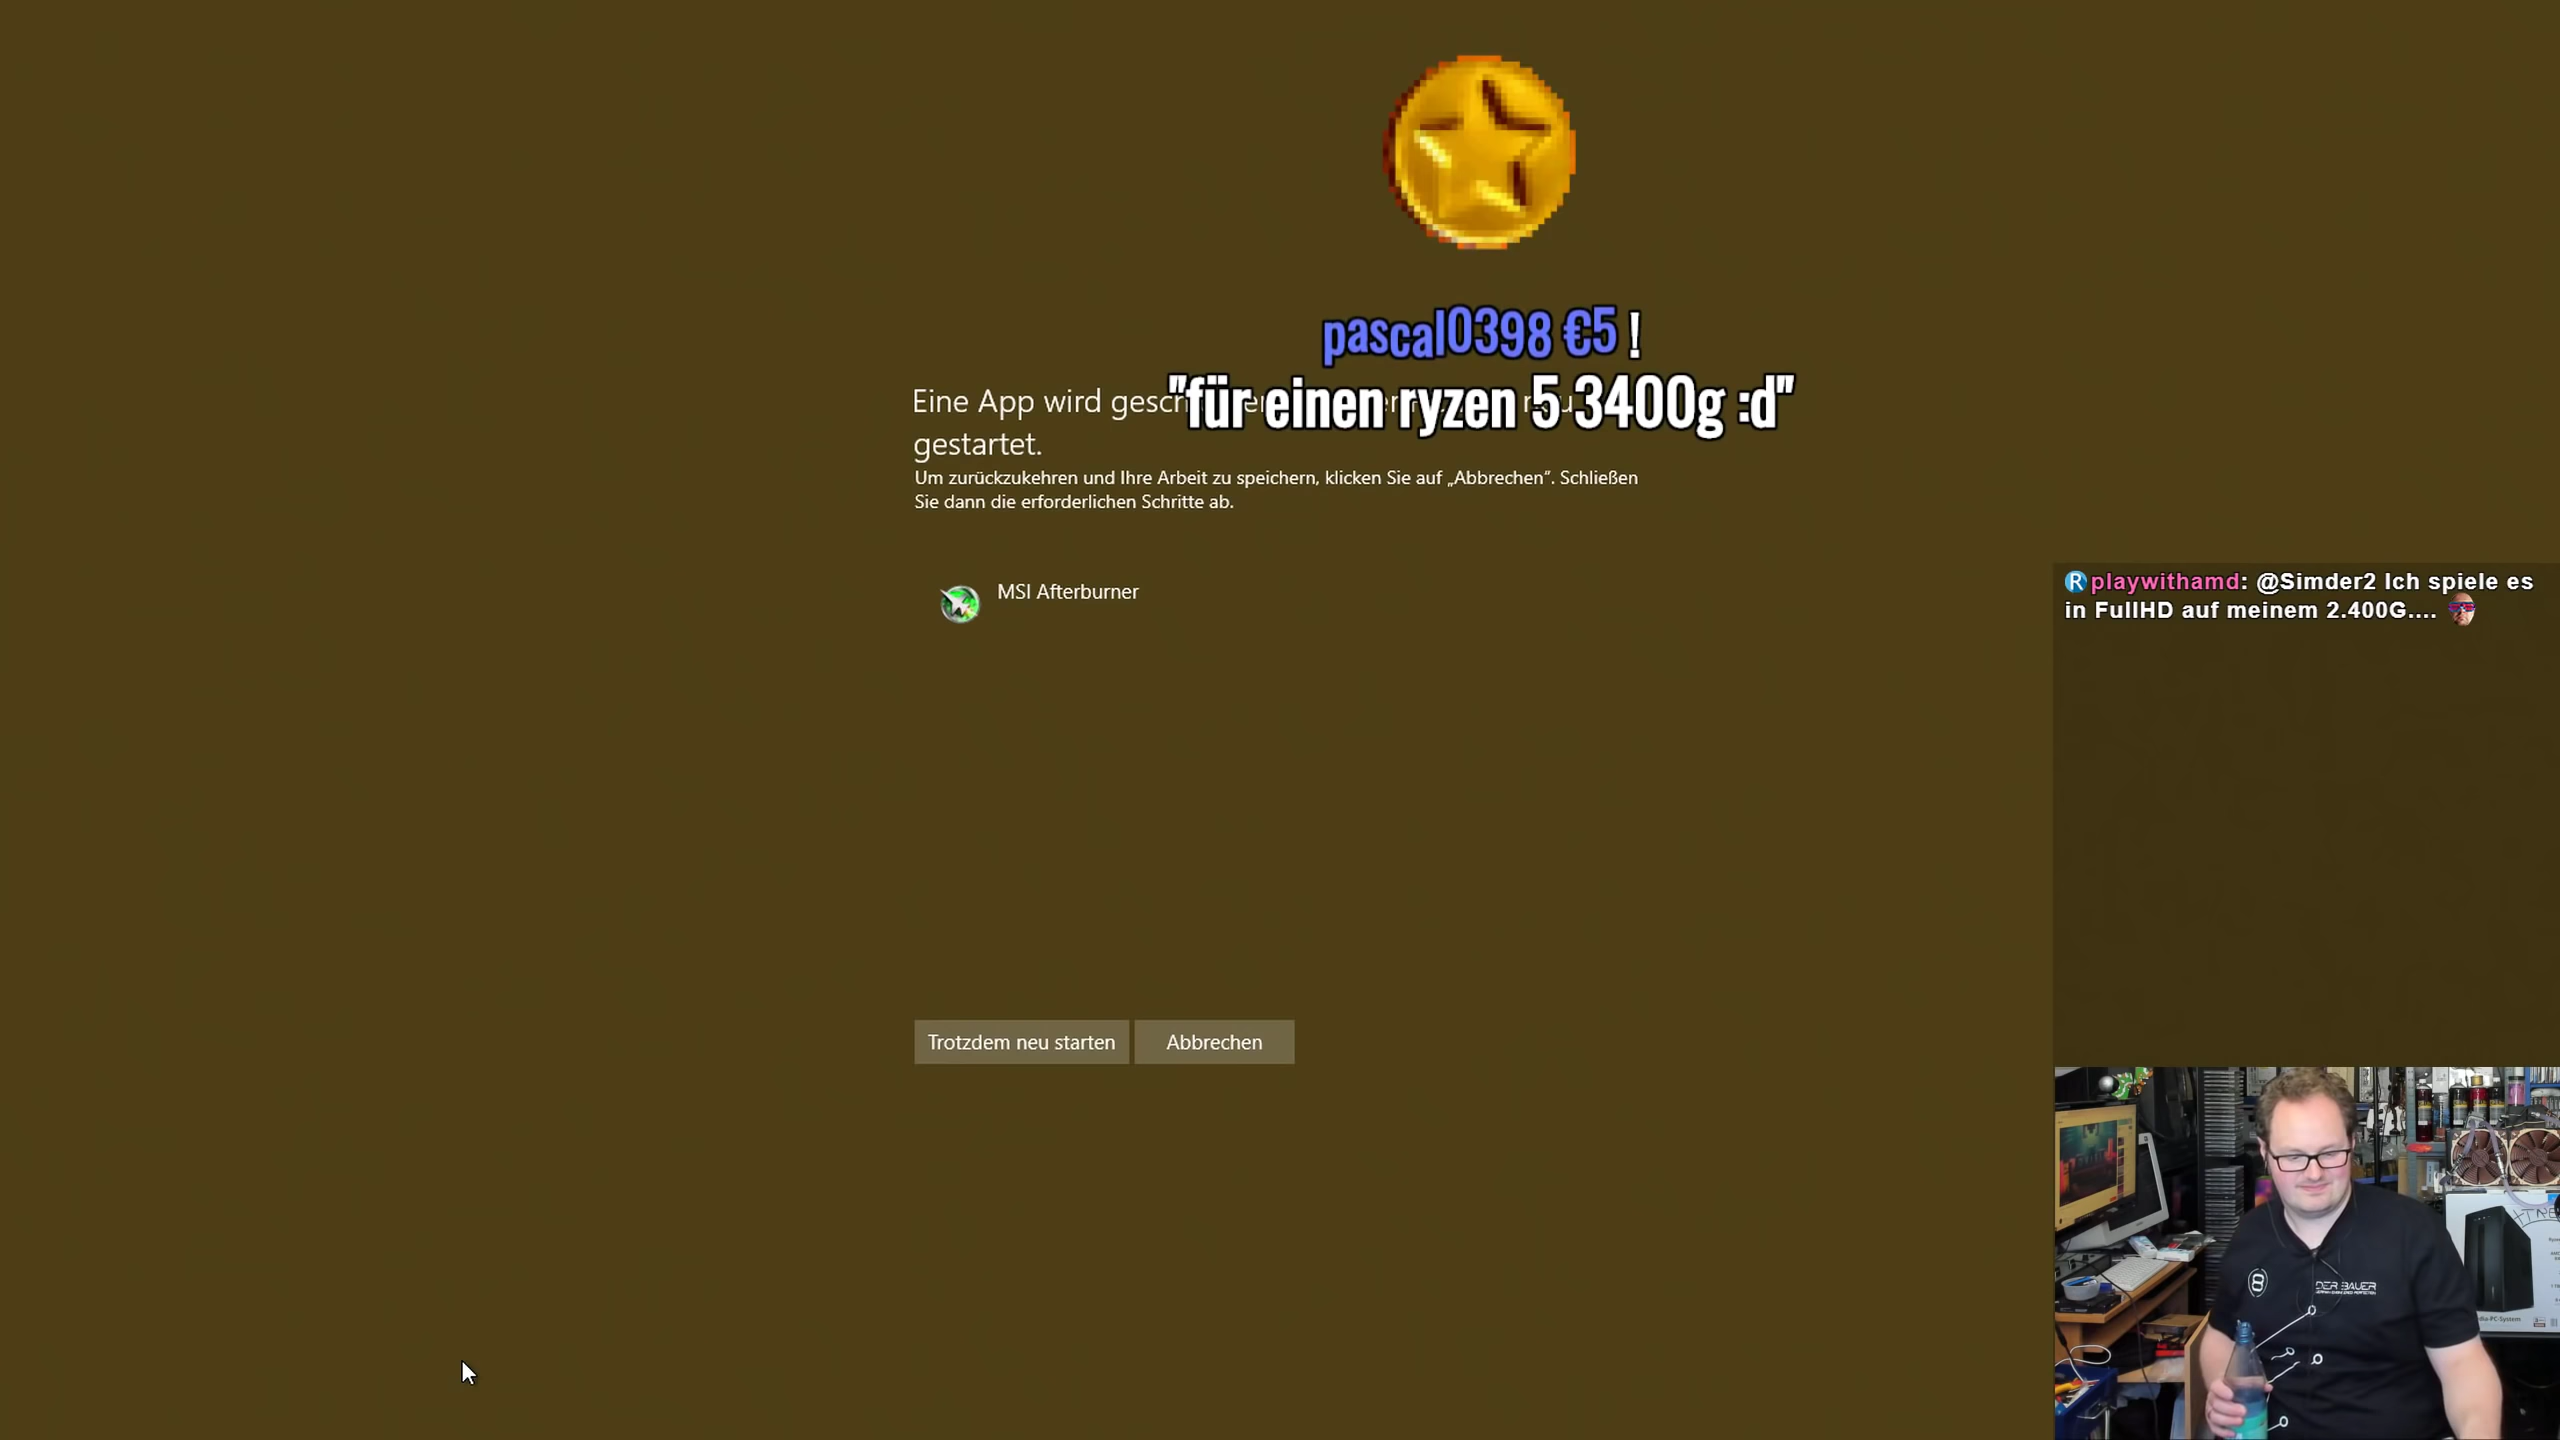 pascal0398 €5 !
"für einen ryzen 5 3400g :d"
Eine App wird
gestartet.
Um zurückzukehren und Ihre Arbeit zu speichern, klicken Sie auf „Abbrechen“. Schließen
Sie dann die erforderlichen Schritte ab.
MSI Afterburner
Trotzdem neu starten
Abbrechen
playwithamd: @Simder2 Ich spiele es
in FullHD auf meinem 2.400G....
DER BAUER